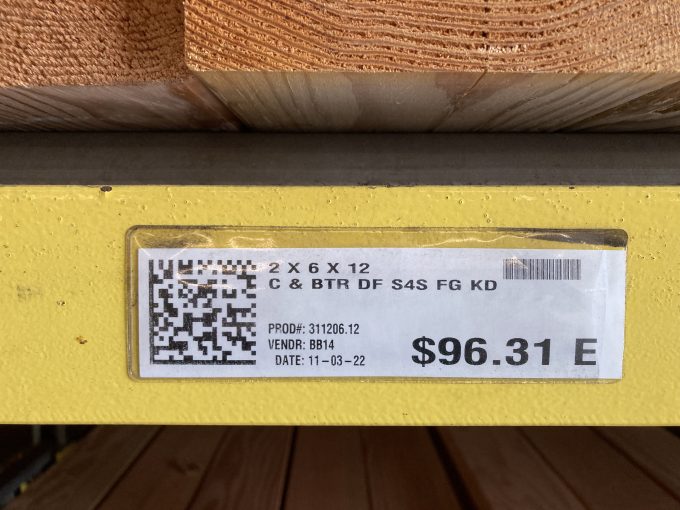 2 X 6 X 12
C & BTR DF S4S FG KD
PROD#: 311206.12
VENDR: BB14
DATE: 11-03-22
$96.31 E